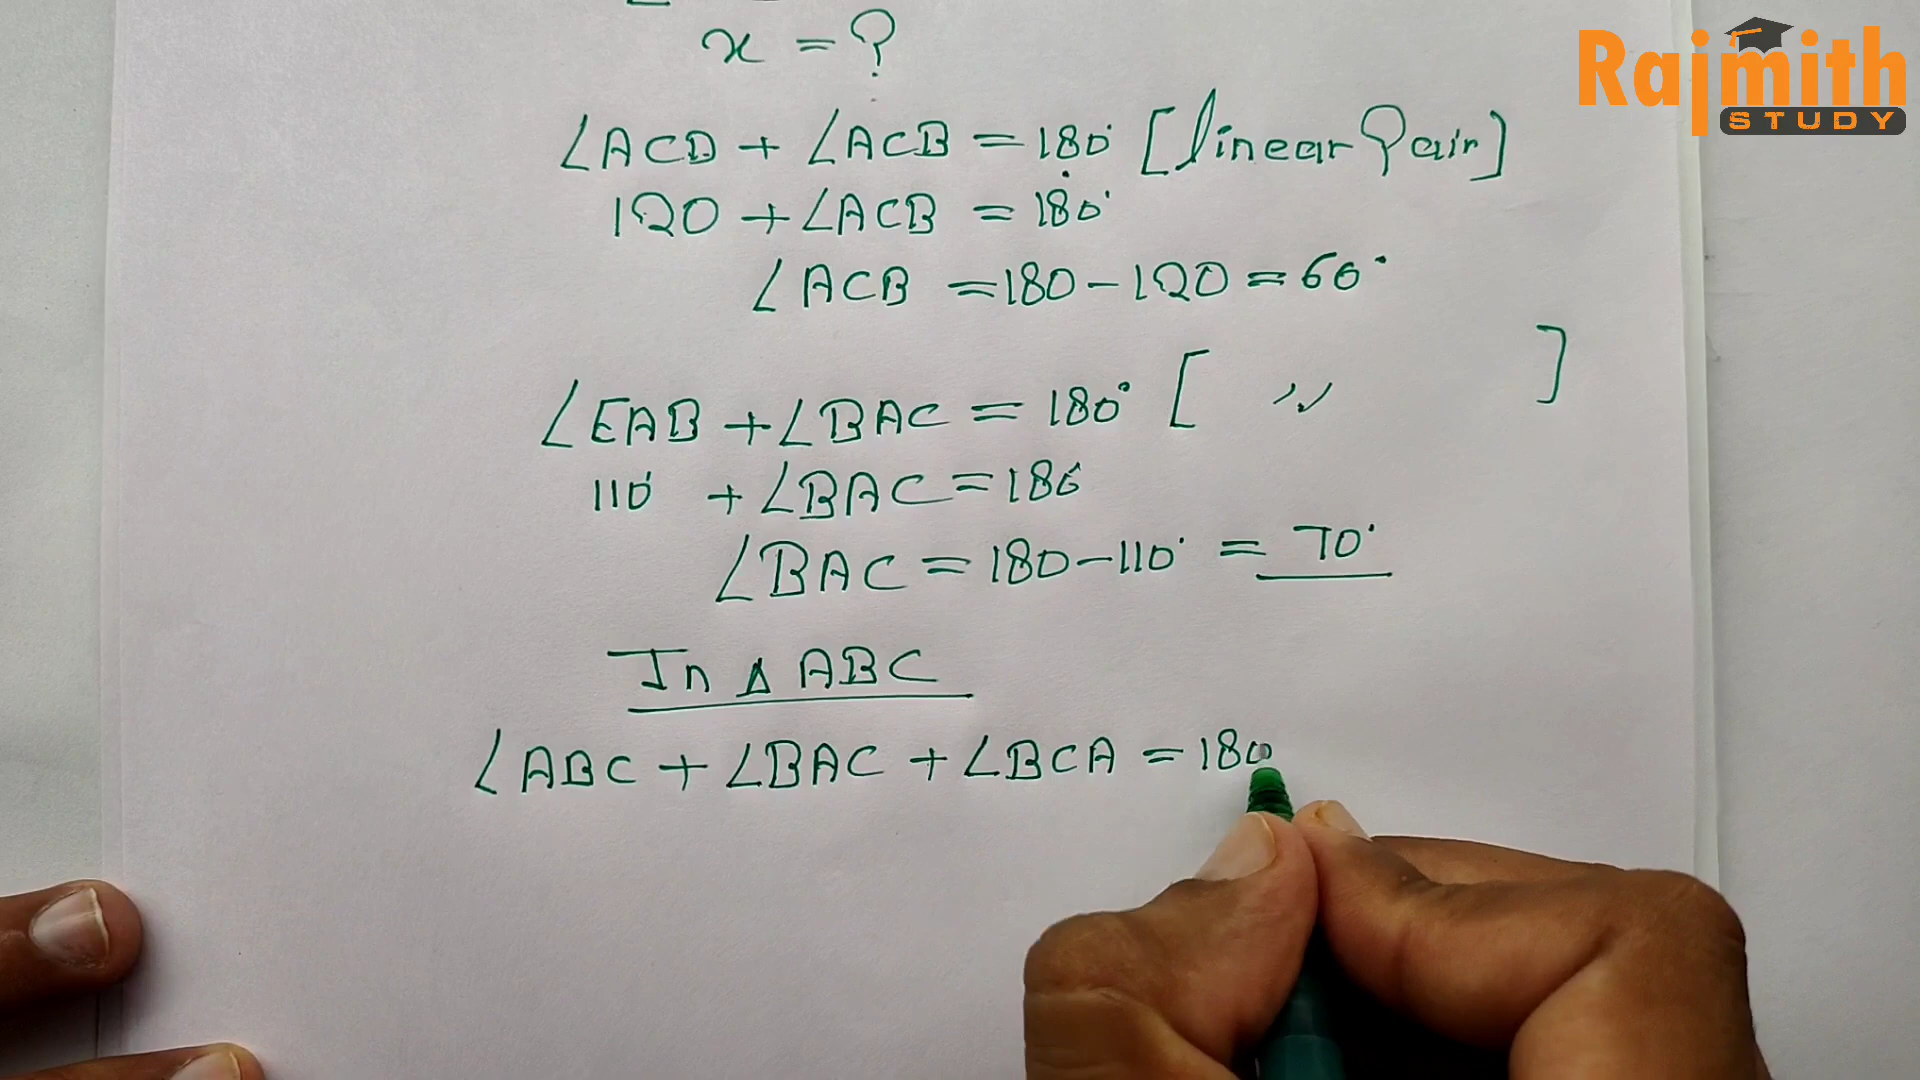 Rajmith
STUDY
x = ?
∠ACD + ∠ACB = 180° [linear Pair]
120 + ∠ACB = 180°
∠ACB = 180 - 120 = 60°
∠EAB + ∠BAC = 180° [ ,, ]
110° + ∠BAC = 180
∠BAC = 180 - 110° = 70°
In Δ ABC
∠ABC + ∠BAC + ∠BCA = 180